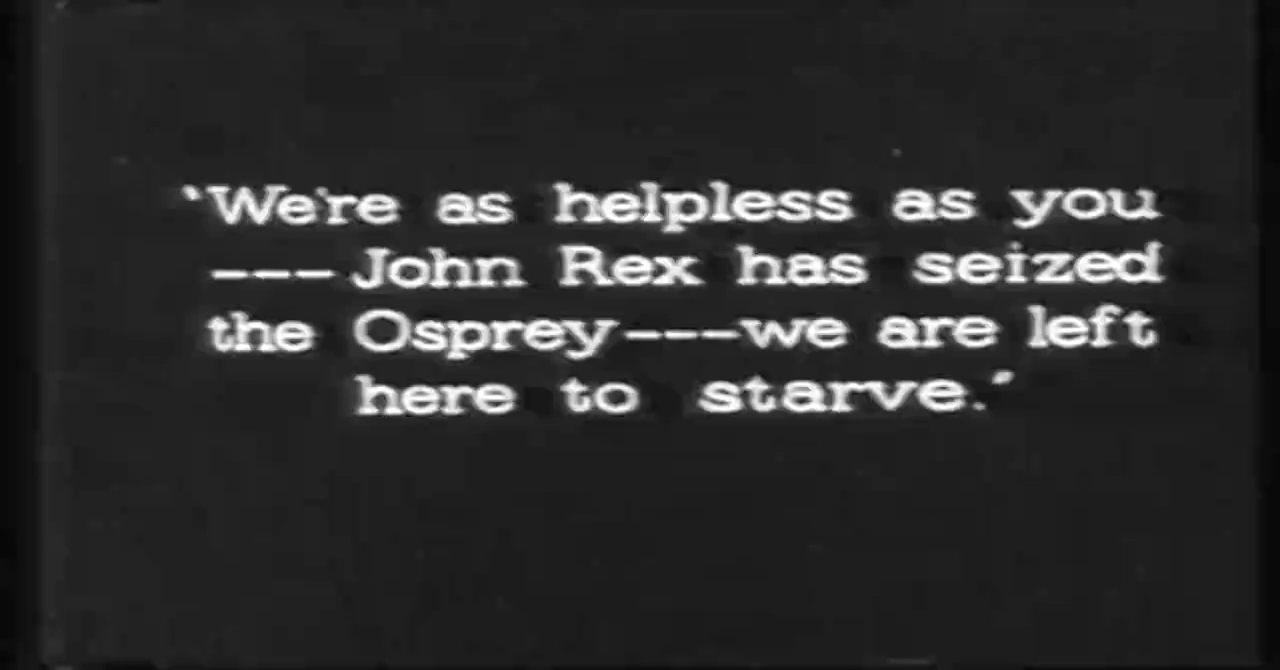 "We're as helpless as you
---John Rex has seized
the Osprey---we are left
here to starve."